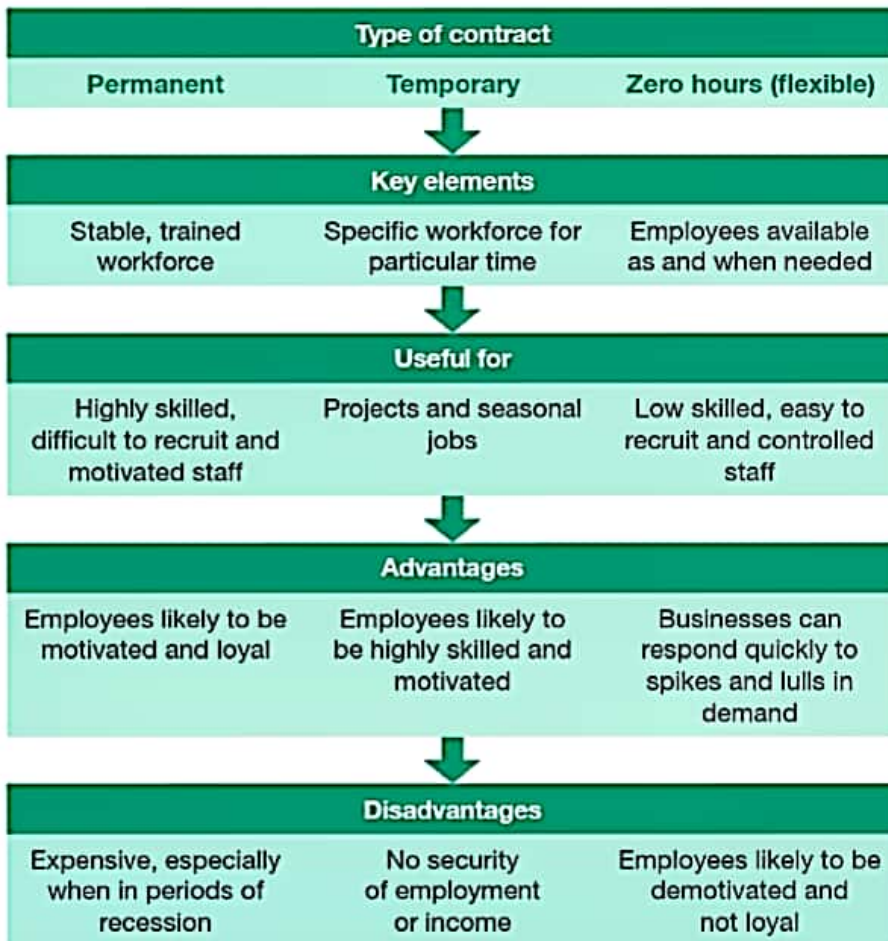 Type of contract
Permanent Temporary Zero hours (flexible)
Key elements
Stable, trained Specific workforce for Employees available
workforce particular time as and when needed
Useful for
Highly skilled, Projects and seasonal Low skilled, easy to
difficult to recruit and jobs recruit and controlled
motivated staff staff
Advantages
Employees likely to be Employees likely to Businesses can
motivated and loyal be highly skilled and respond quickly to
motivated spikes and lulls in
demand
Disadvantages
Expensive, especially No security Employees likely to be
when in periods of of employment demotivated and
recession or income not loyal